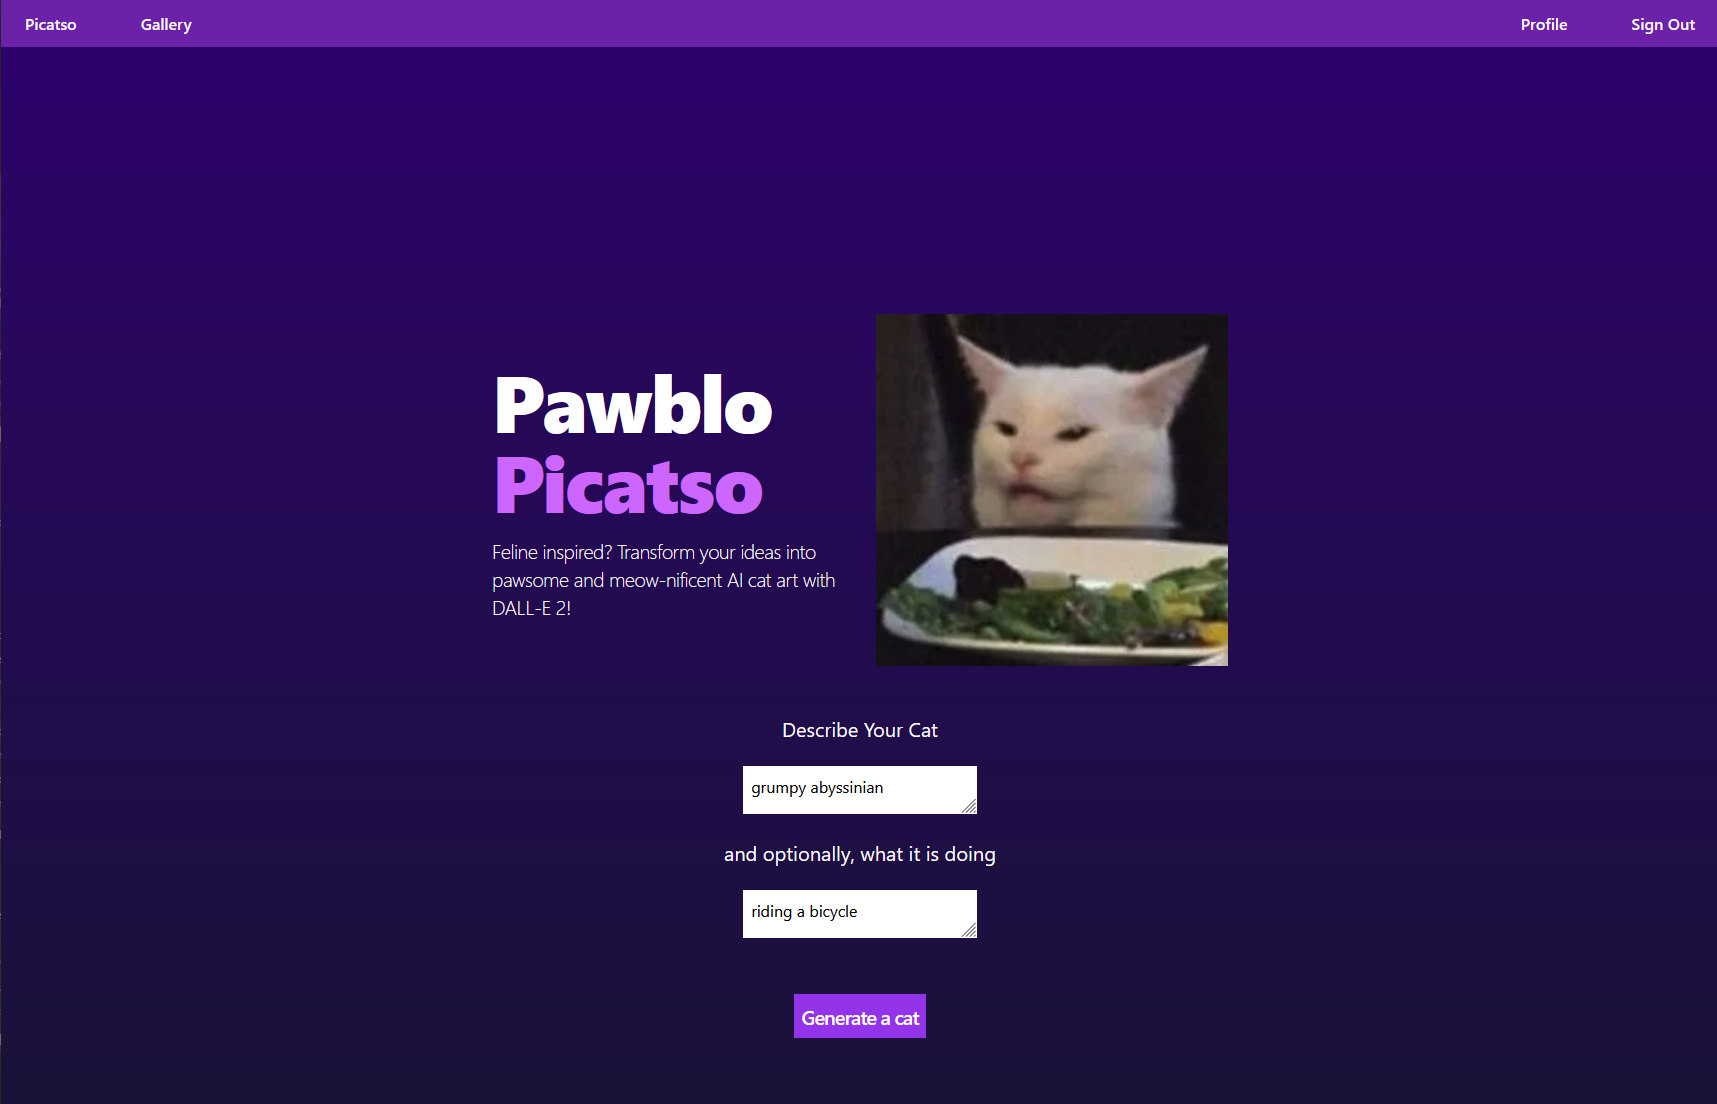 Picatso Gallery Profile Sign Out
Pawblo
Picatso
Feline inspired? Transform your ideas into
pawsome and meow-nificent AI cat art with
DALL-E 2!
Describe Your Cat
grumpy abyssinian
and optionally, what it is doing
riding a bicycle
Generate a cat